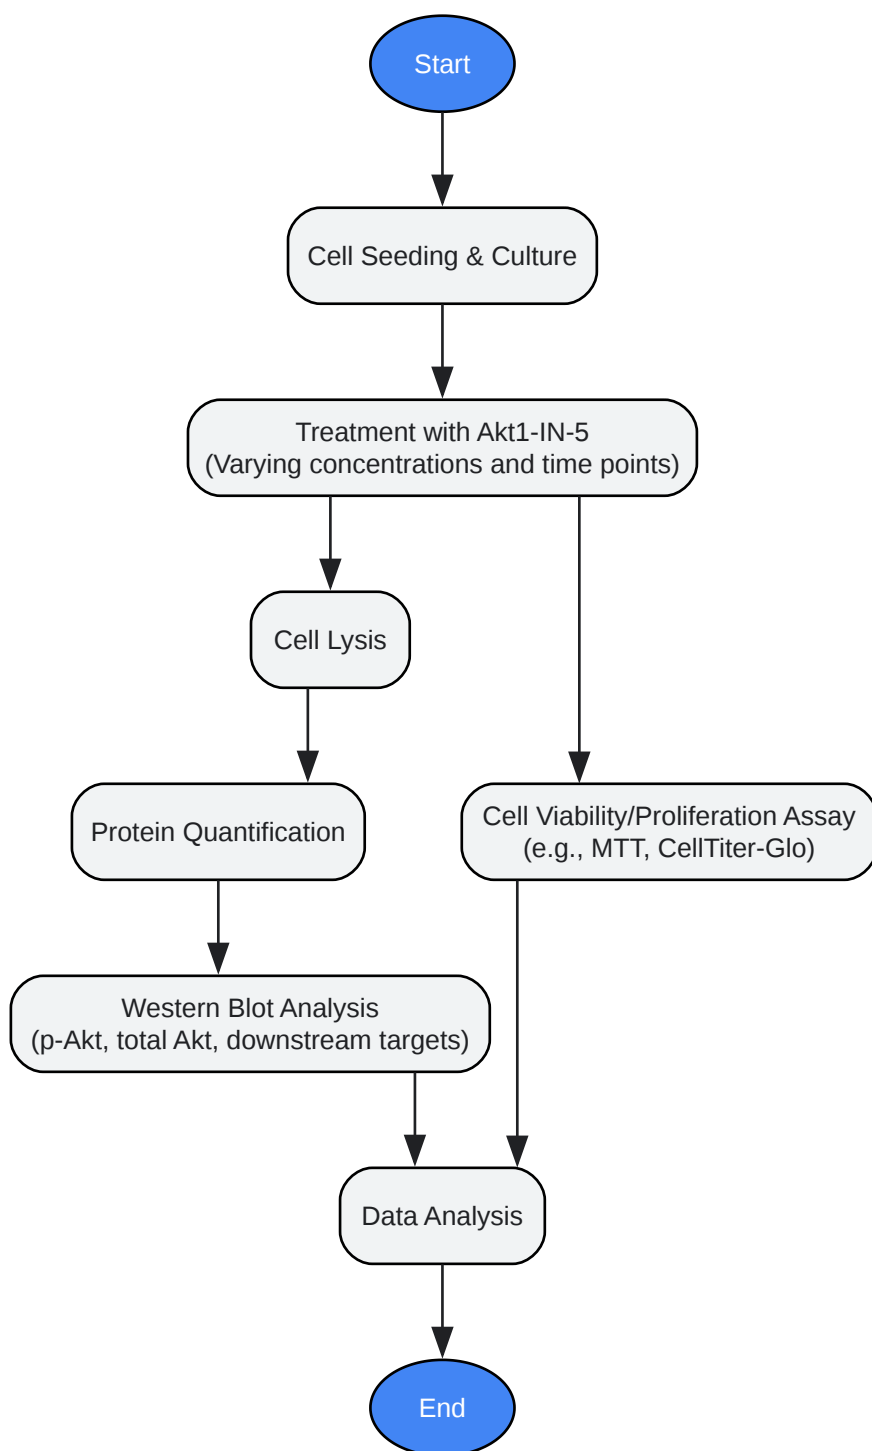 Start
Cell Seeding & Culture
Treatment with Akt1-IN-5
(Varying concentrations and time points)
Cell Lysis
Protein Quantification
Cell Viability/Proliferation Assay
(e.g., MTT, CellTiter-Glo)
Western Blot Analysis
(p-Akt, total Akt, downstream targets)
Data Analysis
End